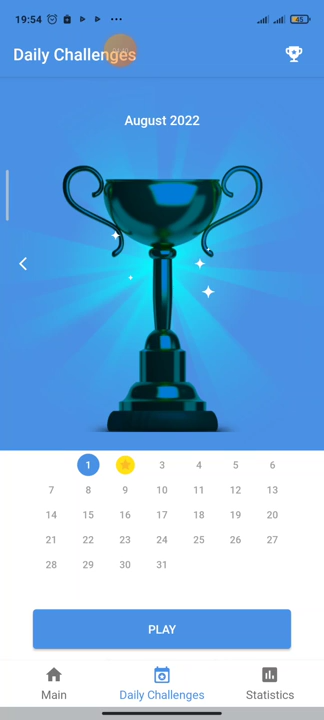 19:54
45
Daily Challenges
August 2022
1 3 4 5 6
7 8 9 10 11 12 13
14 15 16 17 18 19 20
21 22 23 24 25 26 27
28 29 30 31
PLAY
Main Daily Challenges Statistics